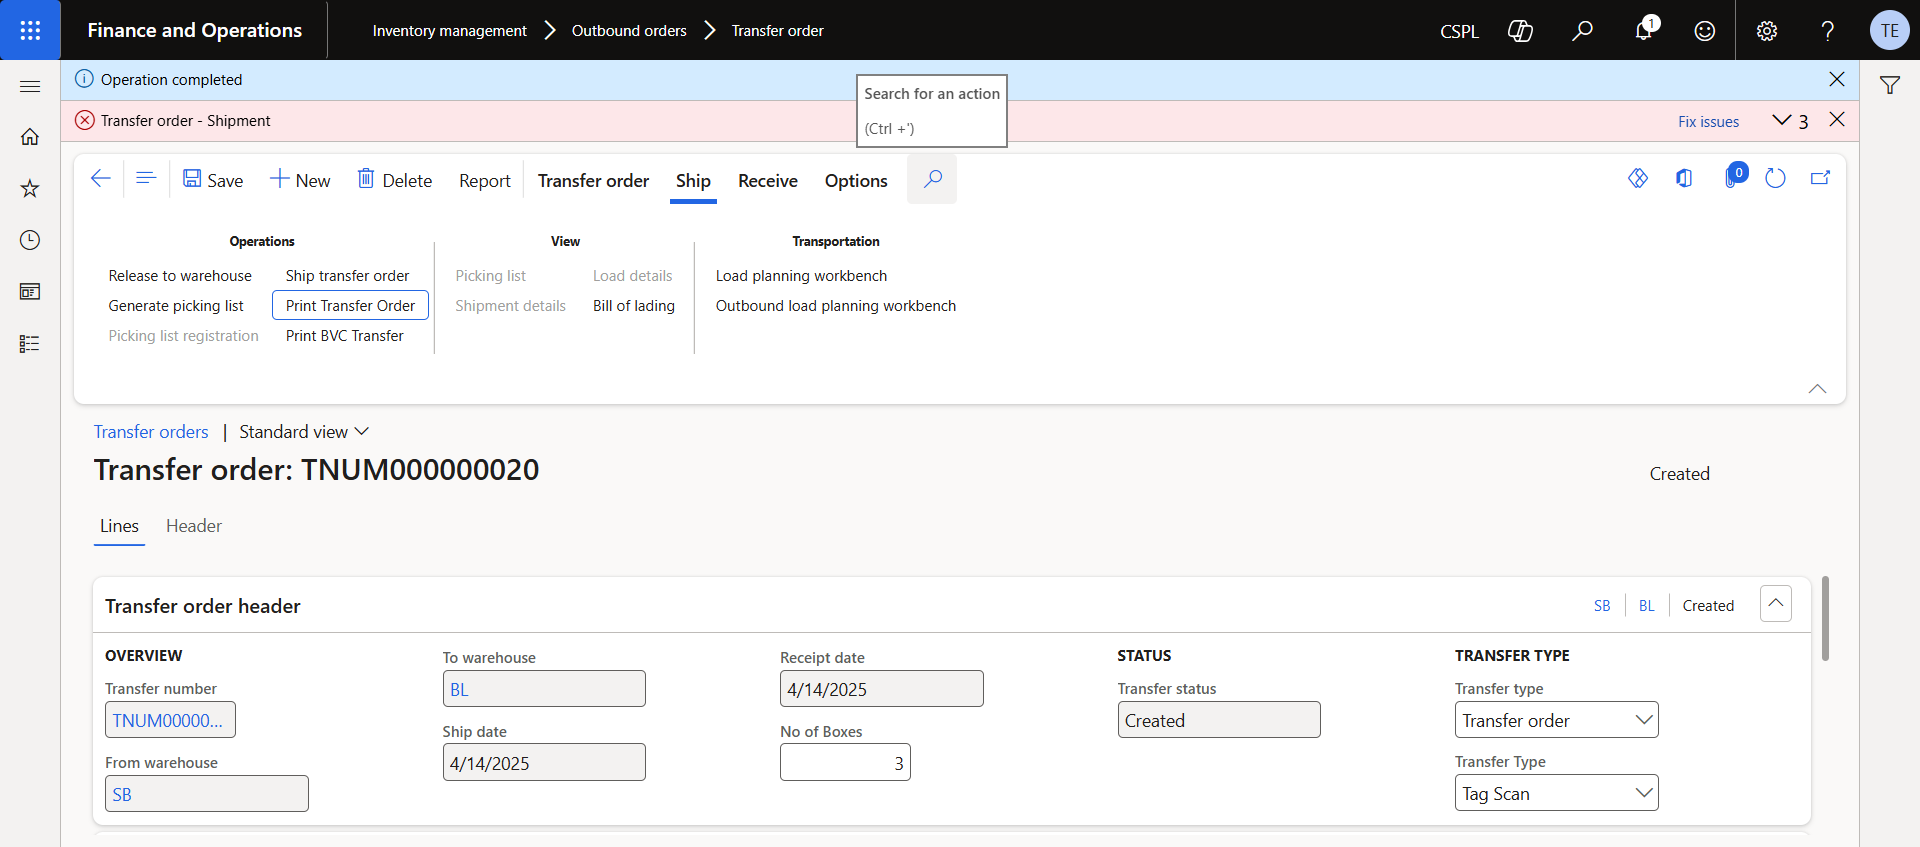 Finance and Operations
Inventory management > Outbound orders > Transfer order
CSPL
1
?
TE
Operation completed
Search for an action
(Ctrl +')
Transfer order - Shipment
Fix issues
3
Save
New
Delete
Report
Transfer order
Ship
Receive
Options
0
Operations
Release to warehouse
Generate picking list
Picking list registration
Ship transfer order
Print Transfer Order
Print BVC Transfer
View
Picking list
Shipment details
Load details
Bill of lading
Transportation
Load planning workbench
Outbound load planning workbench
Transfer orders | Standard view
Transfer order: TNUM000000020
Created
Lines
Header
Transfer order header
SB
BL
Created
OVERVIEW
Transfer number
TNUM00000...
From warehouse
SB
To warehouse
BL
Ship date
4/14/2025
Receipt date
4/14/2025
No of Boxes
3
STATUS
Transfer status
Created
TRANSFER TYPE
Transfer type
Transfer order
Transfer Type
Tag Scan